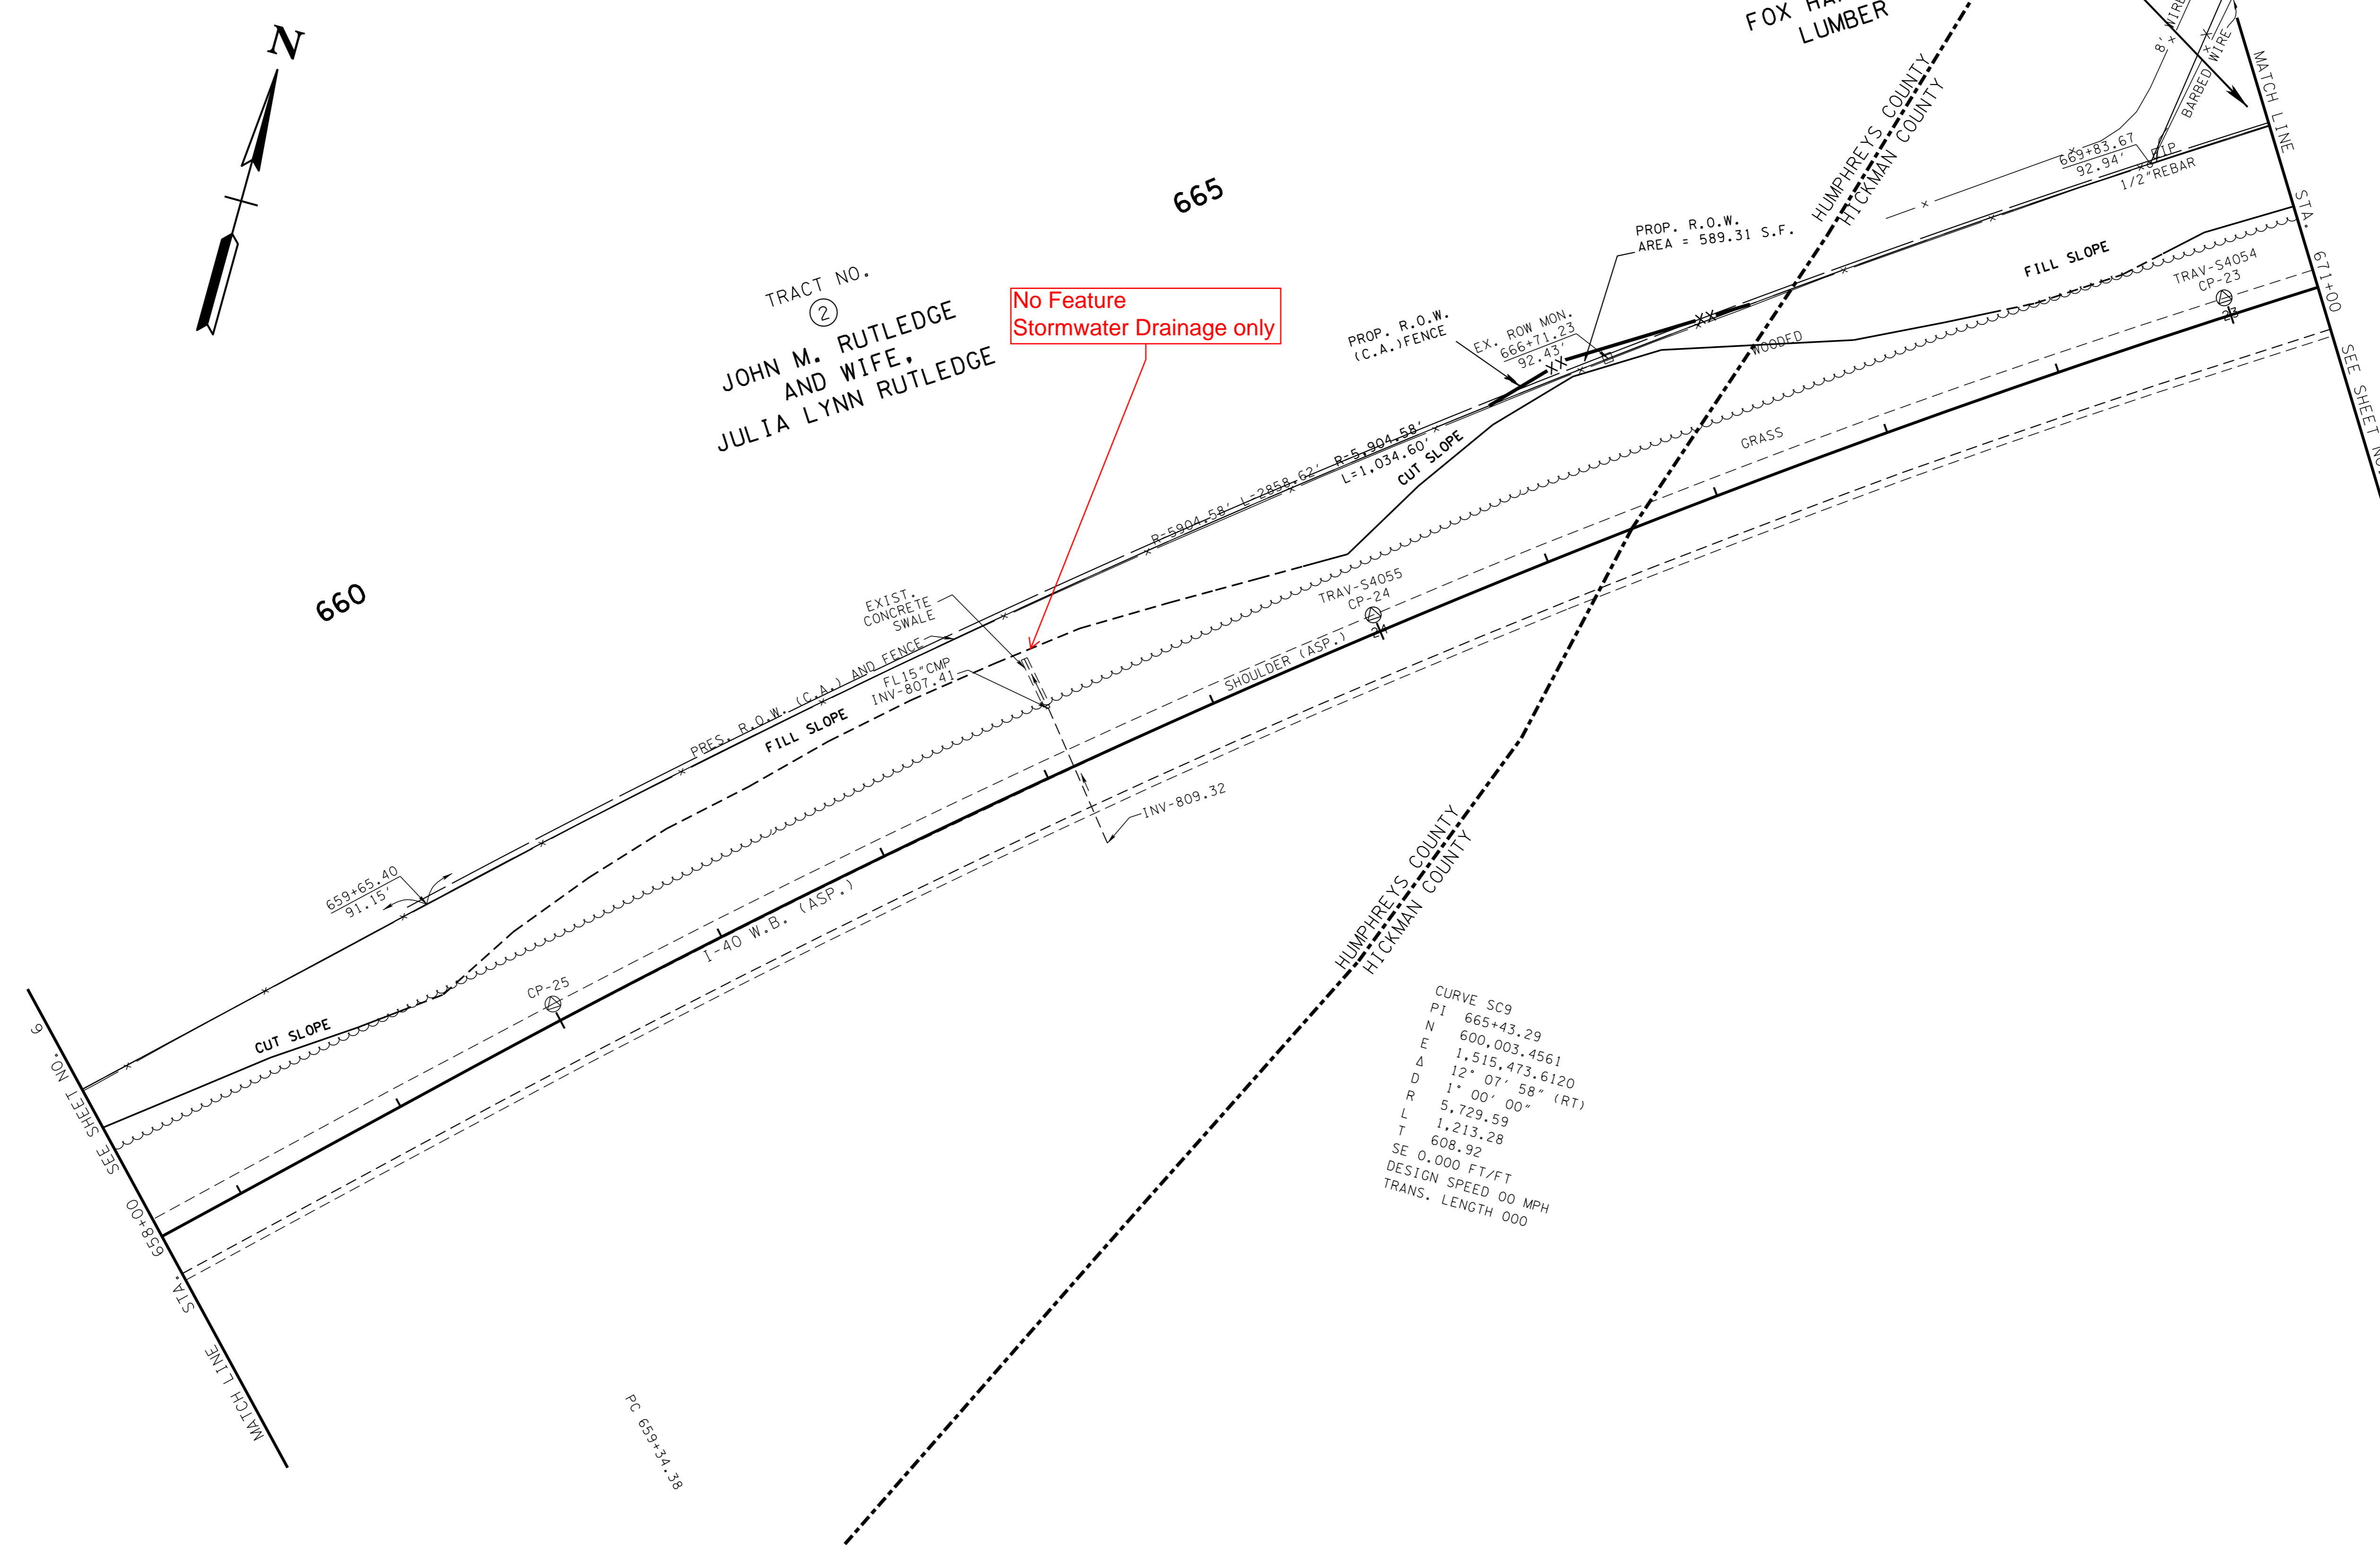 N
FOX
LUMBER
8' WIRE
BARBED WIRE
MATCH LINE STA. 671+00 SEE SHEET NO.
HUMPHREYS COUNTY
HICKMAN COUNTY
669+83.67
92.94'
EIP
1/2"REBAR
665
PROP. R.O.W.
AREA = 589.31 S.F.
TRACT NO.
2
JOHN M. RUTLEDGE
AND WIFE,
JULIA LYNN RUTLEDGE
No Feature
Stormwater Drainage only
PROP. R.O.W.
(C.A.)FENCE
EX. ROW MON.
666+71.23
92.43'
XX
XX
WOODED
FILL SLOPE
TRAV-S4054
CP-23
23
GRASS
R-5904.58' L-2858.62'
R-5,904.58'
L=1,034.60'
CUT SLOPE
660
EXIST.
CONCRETE
SWALE
TRAV-S4055
CP-24
24
SHOULDER (ASP.)
PRES. R.O.W. (C.A.) AND FENCE
FL15"CMP
INV-807.41
FILL SLOPE
INV-809.32
659+65.40
91.15'
I-40 W.B. (ASP.)
HUMPHREYS COUNTY
HICKMAN COUNTY
CP-25
CUT SLOPE
MATCH LINE STA. 658+00 SEE SHEET NO. 6
CURVE SC9
PI 665+43.29
N 600,003.4561
E 1,515,473.6120
Δ 12° 07' 58" (RT)
D 1° 00' 00"
R 5,729.59
L 1,213.28
T 608.92
SE 0.000 FT/FT
DESIGN SPEED 00 MPH
TRANS. LENGTH 000
PC 659+34.38